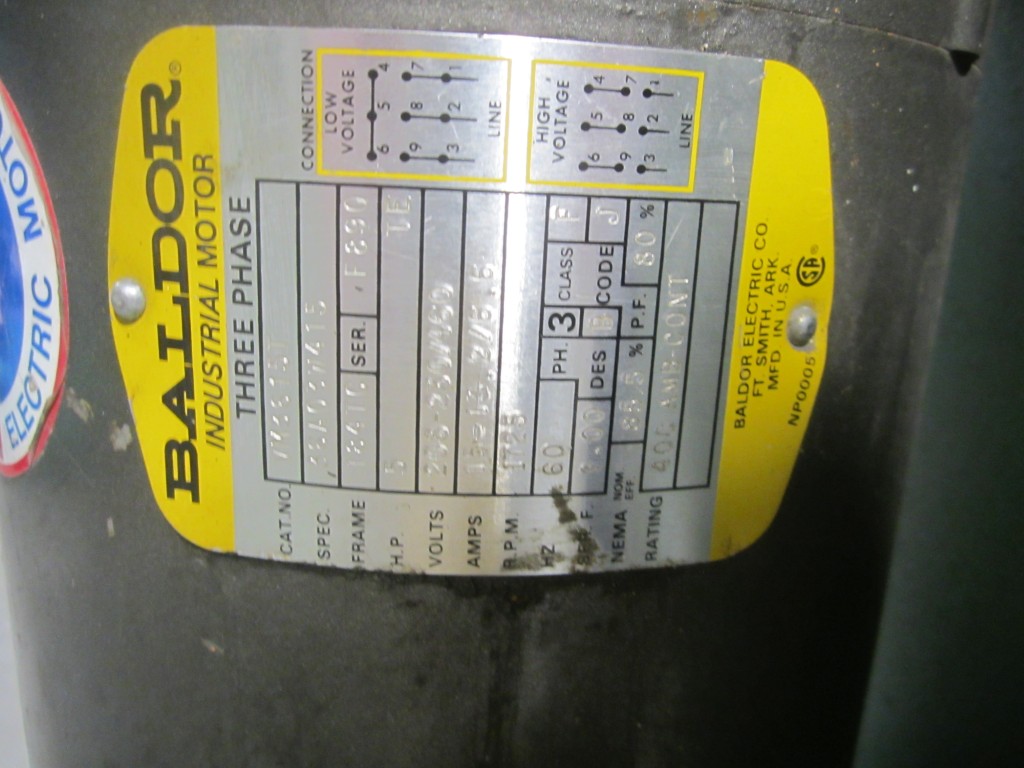 BALDOR®
INDUSTRIAL MOTOR
THREE PHASE
CAT.NO.
SPEC.
FRAME SER. F890
H.P. 5 TE
VOLTS
AMPS
R.P.M. 1725
HZ 60 PH. 3 CLASS F
F. DES B CODE J
NEMA NOM EFF % P.F. 80 %
RATING 40C AMB-CONT
CONNECTION
LOW
VOLTAGE
6 5 4
9 8 7
3 2 1
LINE
HIGH
VOLTAGE
6 5 4
9 8 7
3 2 1
LINE
BALDOR ELECTRIC CO.
FT. SMITH, ARK.
MFD IN U.S.A.
NP0005
SA®
ELECTRIC MOTO